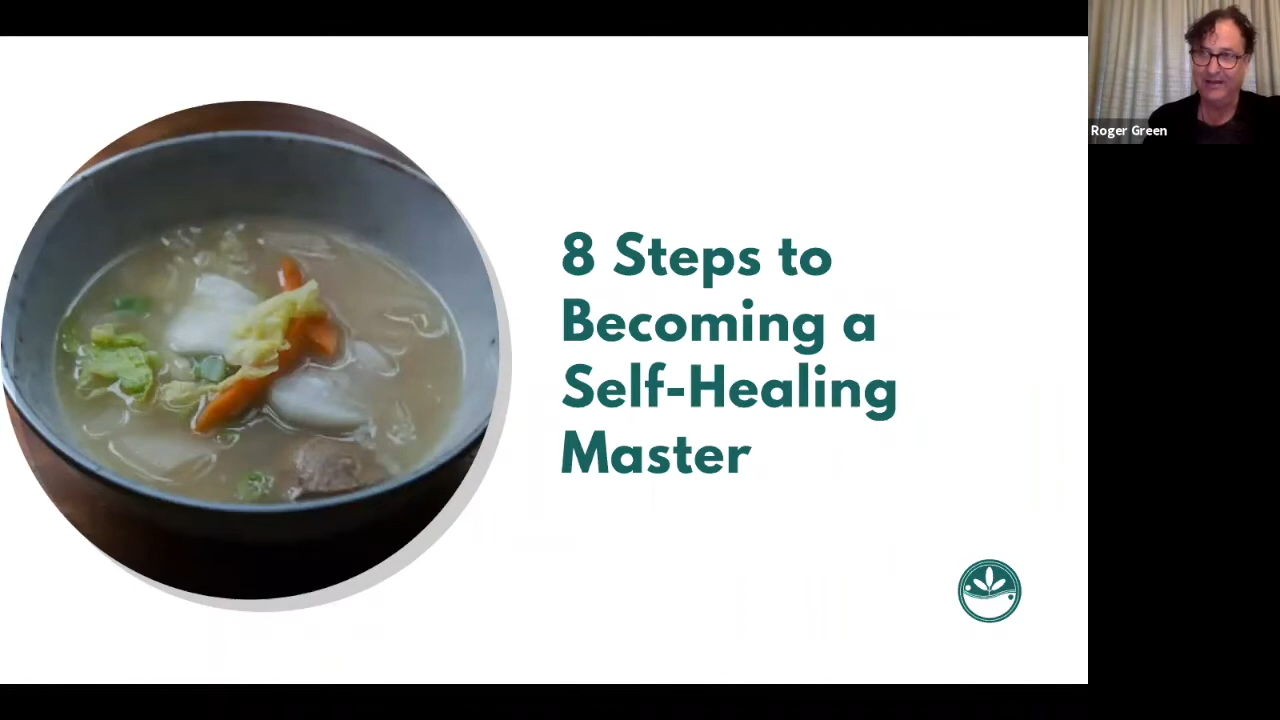 8 Steps to
Becoming a
Self-Healing
Master
Roger Green